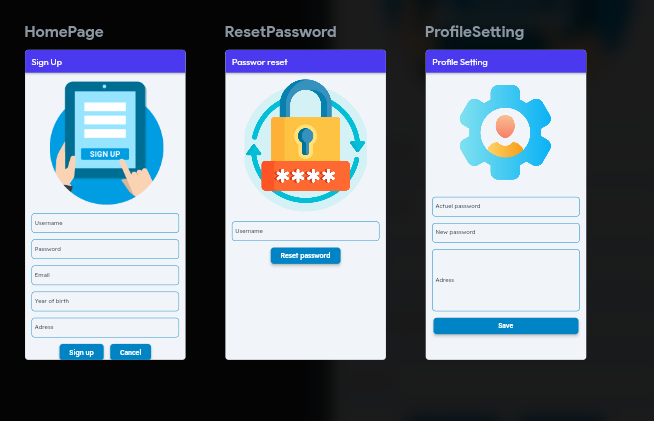 HomePage
Sign Up
SIGN UP
Username
Password
Email
Year of birth
Adress
Sign up
Cancel
ResetPassword
Passwor reset
****
Username
Reset password
ProfileSetting
Profile Setting
Actuel password
New password
Adress
Save